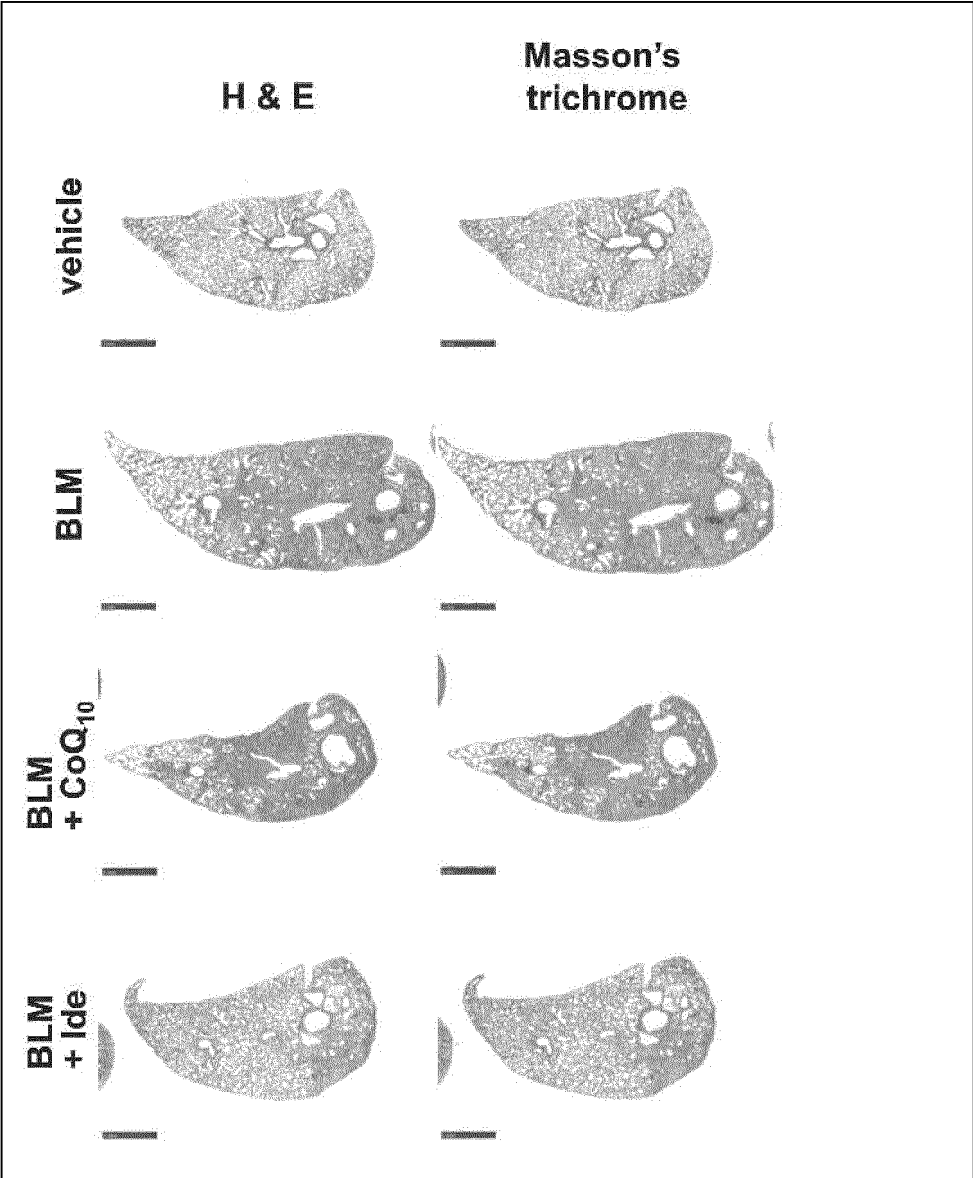 H & E
Masson's
trichrome
vehicle
BLM
BLM
+ CoQ10
BLM
+ Ide